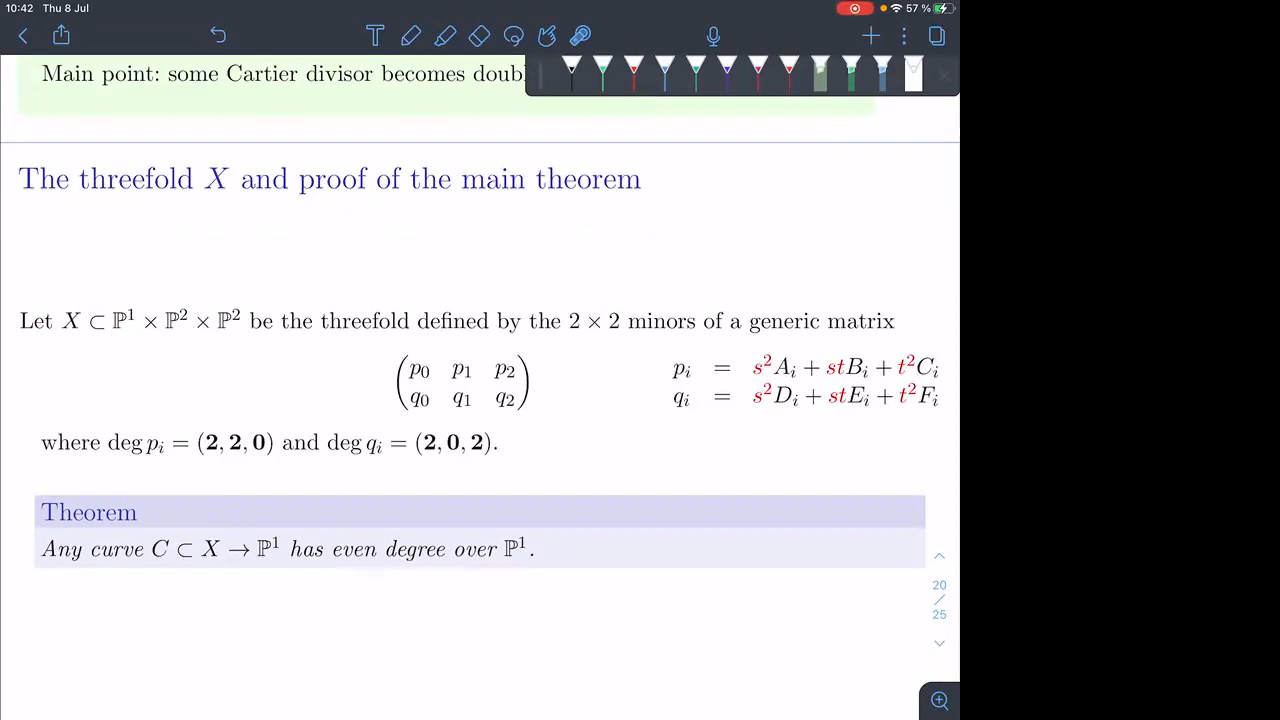 10:42 Thu 8 Jul
57 %
Main point: some Cartier divisor becomes
The threefold X and proof of the main theorem
Let X ⊂ ℙ¹ × ℙ² × ℙ² be the threefold defined by the 2 × 2 minors of a generic matrix
p₀ p₁ p₂
q₀ q₁ q₂
pᵢ = s²Aᵢ + stBᵢ + t²Cᵢ
qᵢ = s²Dᵢ + stEᵢ + t²Fᵢ
where deg pᵢ = (2, 2, 0) and deg qᵢ = (2, 0, 2).
Theorem
Any curve C ⊂ X → ℙ¹ has even degree over ℙ¹.
20
/
25